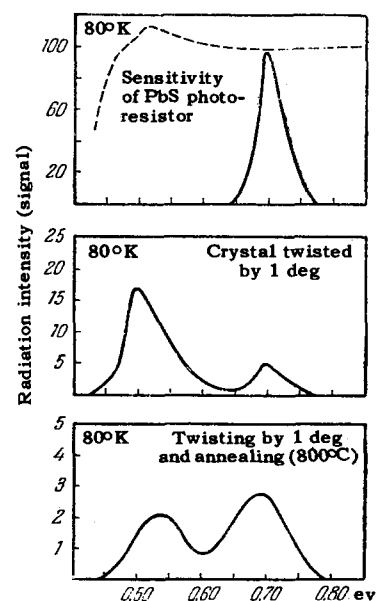 Radiation intensity (signal)
80°K
100
Sensitivity
of PbS photo-
resistor
60
20
25
80°K
Crystal twisted
by 1 deg
20
15
10
5
5
80°K
Twisting by 1 deg
and annealing (800°C)
4
3
2
1
0.50 0.60 0.70 0.80 ev